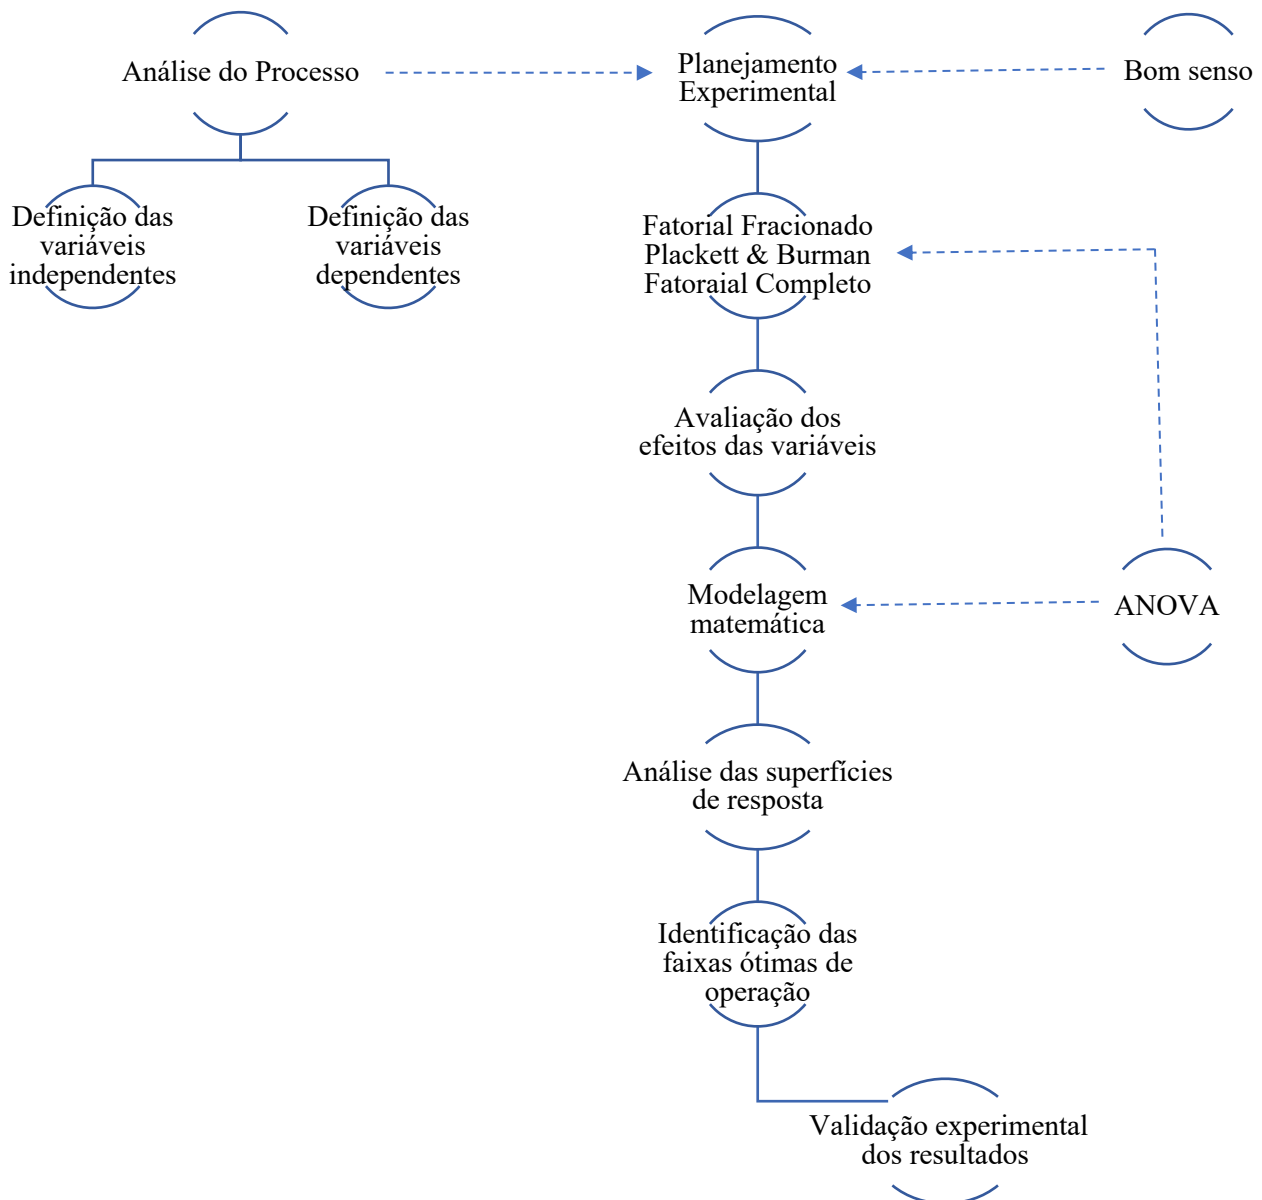 Análise do Processo
Planejamento
Experimental
Bom senso
Definição das
variáveis
independentes
Definição das
variáveis
dependentes
Fatorial Fracionado
Plackett & Burman
Fatoraial Completo
Avaliação dos
efeitos das variáveis
Modelagem
matemática
ANOVA
Análise das superfícies
de resposta
Identificação das
faixas ótimas de
operação
Validação experimental
dos resultados